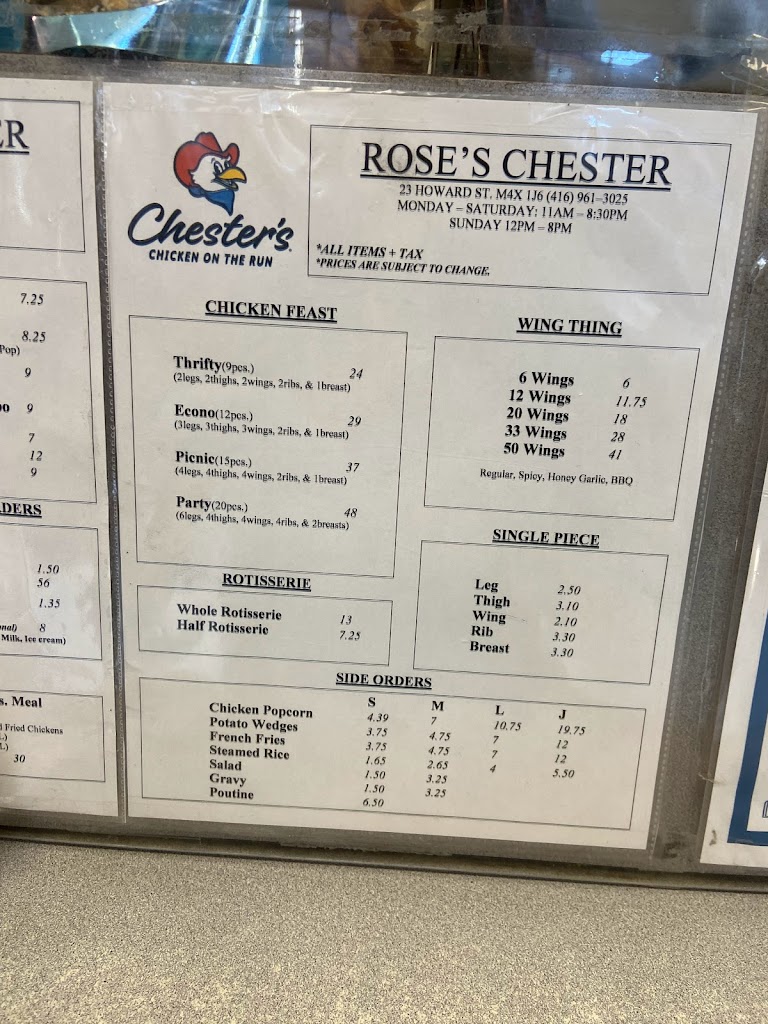 ER
7.25
8.25
Pop)
9
9
7
12
9
DERS
1.50
56
1.35
8
Milk, Ice cream)
s. Meal
Fried Chickens
L)
L)
30
Chester's
CHICKEN ON THE RUN
ROSE'S CHESTER
23 HOWARD ST. M4X 1J6 (416) 961-3025
MONDAY – SATURDAY: 11AM – 8:30PM
SUNDAY 12PM – 8PM
*ALL ITEMS + TAX
*PRICES ARE SUBJECT TO CHANGE.
CHICKEN FEAST
Thrifty(9pcs.) 24
(2legs, 2thighs, 2wings, 2ribs, & 1breast)
Econo(12pcs.) 29
(3legs, 3thighs, 3wings, 2ribs, & 1breast)
Picnic(15pcs.) 37
(4legs, 4thighs, 4wings, 2ribs, & 1breast)
Party(20pcs.) 48
(6legs, 4thighs, 4wings, 4ribs, & 2breasts)
WING THING
6 Wings 6
12 Wings 11.75
20 Wings 18
33 Wings 28
50 Wings 41
Regular, Spicy, Honey Garlic, BBQ
ROTISSERIE
Whole Rotisserie 13
Half Rotisserie 7.25
SINGLE PIECE
Leg 2.50
Thigh 3.10
Wing 2.10
Rib 3.30
Breast 3.30
SIDE ORDERS
S M L J
Chicken Popcorn 4.39 7 10.75 19.75
Potato Wedges 3.75 4.75 7 12
French Fries 3.75 4.75 7 12
Steamed Rice 1.65 2.65 4 5.50
Salad 1.50 3.25
Gravy 1.50 3.25
Poutine 6.50